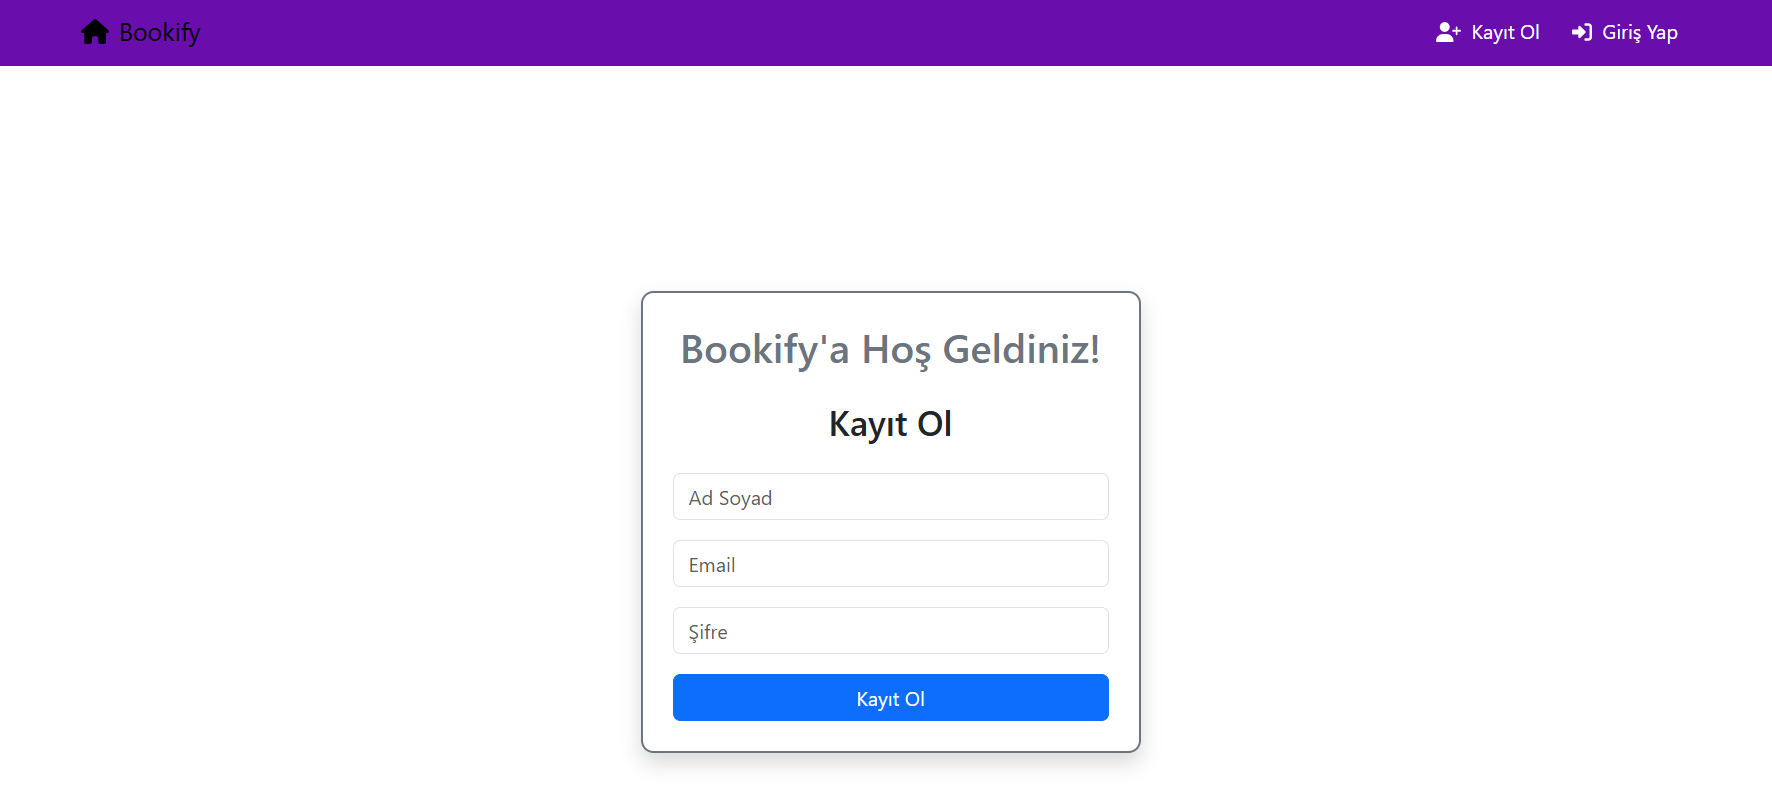 Bookify
Kayıt Ol
Giriş Yap
Bookify'a Hoş Geldiniz!
Kayıt Ol
Ad Soyad
Email
Şifre
Kayıt Ol